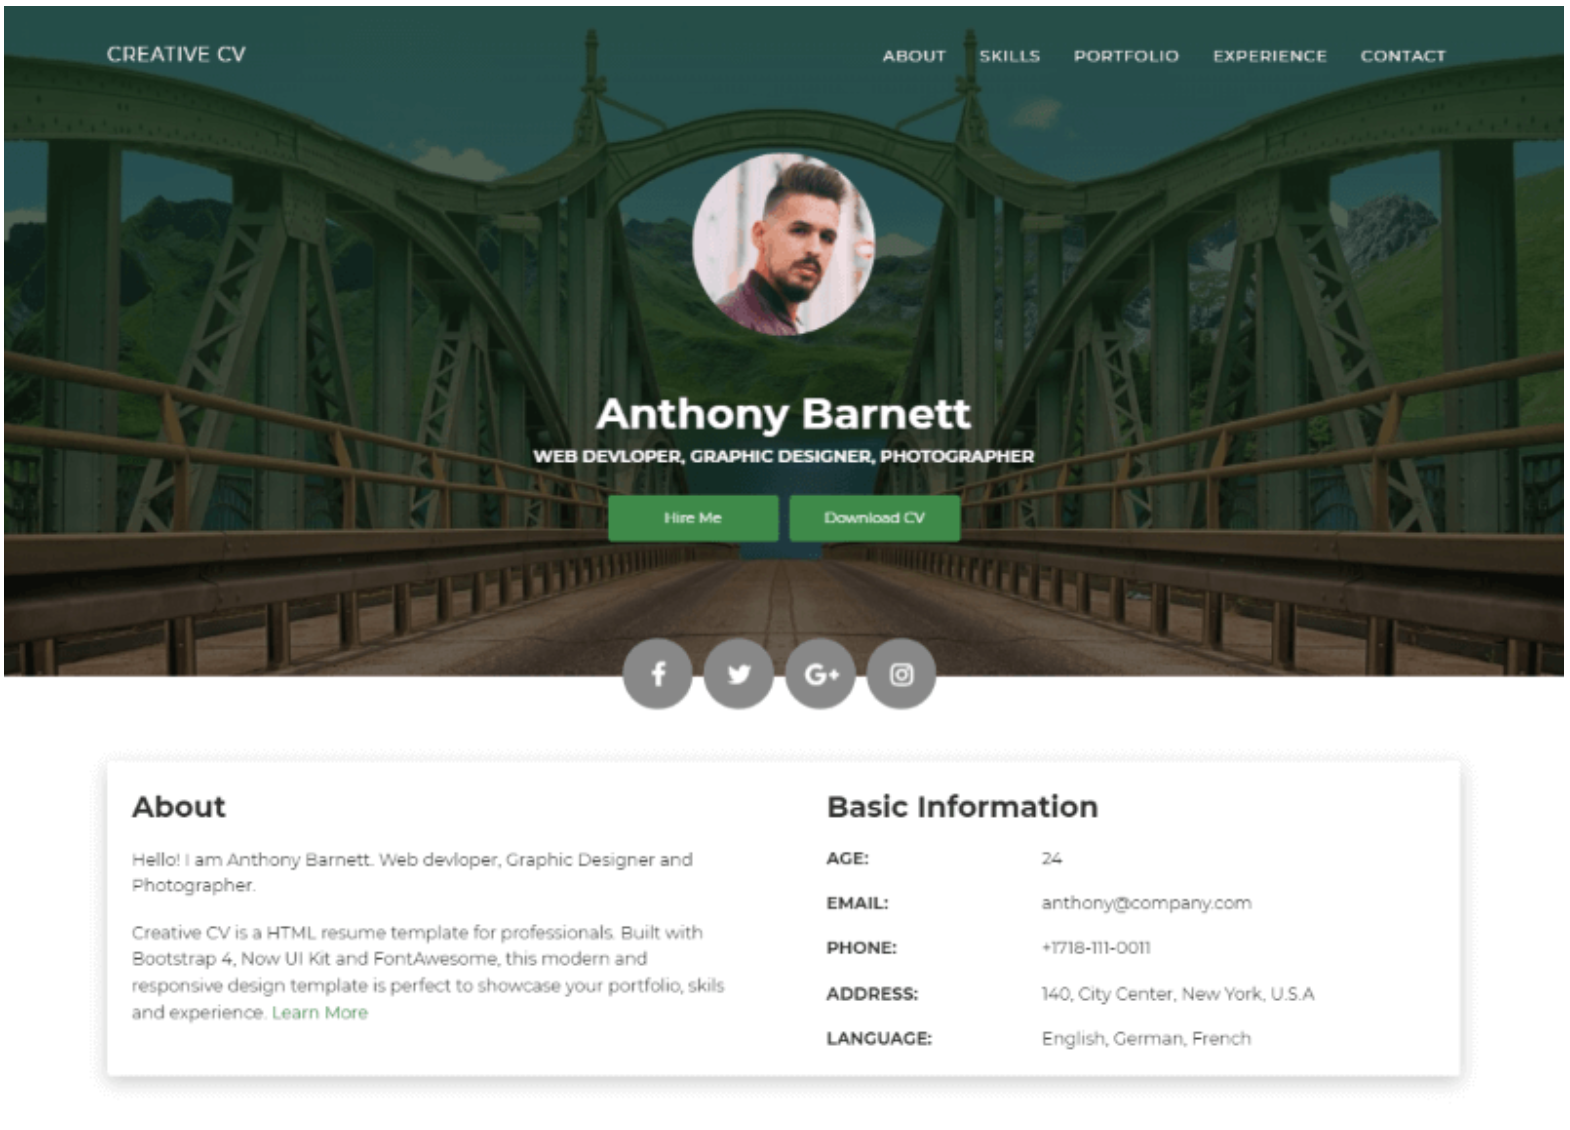 CREATIVE CV
ABOUT SKILLS PORTFOLIO EXPERIENCE CONTACT
Anthony Barnett
WEB DEVLOPER, GRAPHIC DESIGNER, PHOTOGRAPHER
Hire Me
Download CV
About
Hello! I am Anthony Barnett. Web devloper, Graphic Designer and
Photographer.
Creative CV is a HTML resume template for professionals. Built with
Bootstrap 4, Now UI Kit and FontAwesome, this modern and
responsive design template is perfect to showcase your portfolio, skils
and experience. Learn More
Basic Information
AGE: 24
EMAIL: anthony@company.com
PHONE: +1718-111-0011
ADDRESS: 140, City Center, New York, U.S.A
LANGUAGE: English, German, French